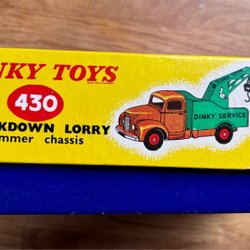 NKY TOYS
430
KDOWN LORRY
mmer chassis
DINKY SERVICE